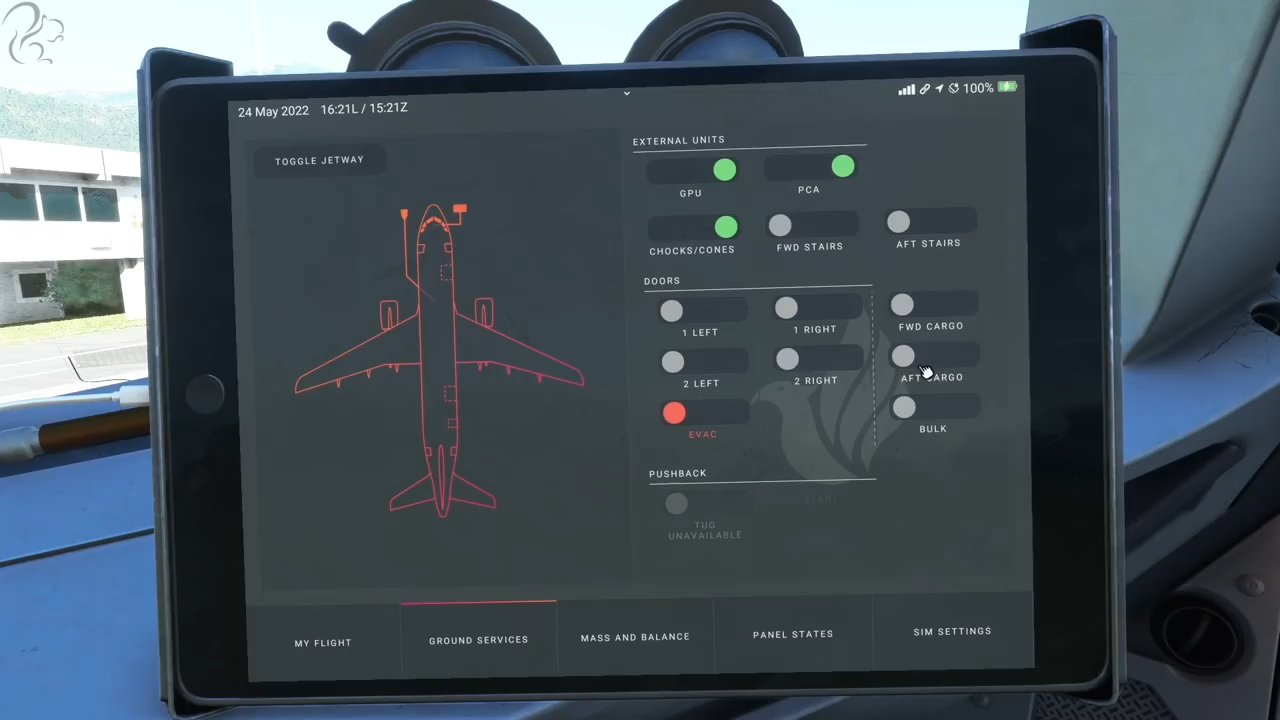 24 May 2022 16:21L / 15:21Z
100%
TOGGLE JETWAY
EXTERNAL UNITS
GPU
PCA
CHOCKS/CONES
FWD STAIRS
AFT STAIRS
DOORS
1 LEFT
1 RIGHT
FWD CARGO
2 LEFT
2 RIGHT
AFT CARGO
EVAC
BULK
PUSHBACK
START
TUG
UNAVAILABLE
MY FLIGHT
GROUND SERVICES
MASS AND BALANCE
PANEL STATES
SIM SETTINGS